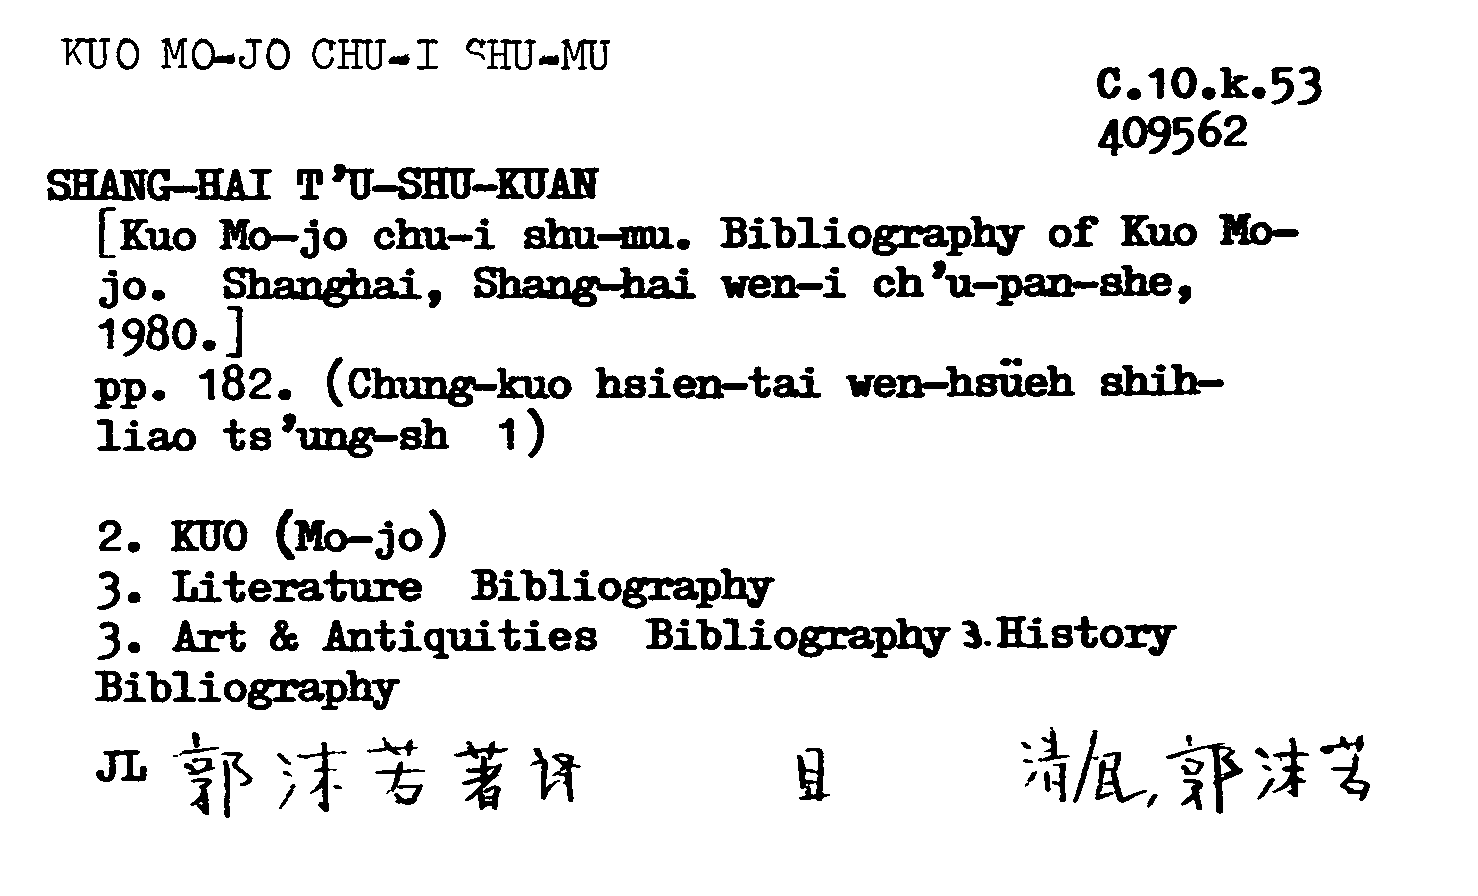 KUO MO-JO CHU-I SHU-MU
C.10.k.53
409562
SHANG-HAI T'U-SHU-KUAN
[Kuo Mo-jo chu-i shu-mu. Bibliography of Kuo Mo-
jo. Shanghai, Shang-hai wen-i ch'u-pan-she,
1980.]
pp. 182. (Chung-kuo hsien-tai wen-hsüeh shih-
liao ts'ung-sh 1)
2. KUO (Mo-jo)
3. Literature Bibliography
3. Art & Antiquities Bibliography 3. History
Bibliography
JL 郭沫若著译 目 清/民, 郭沫若